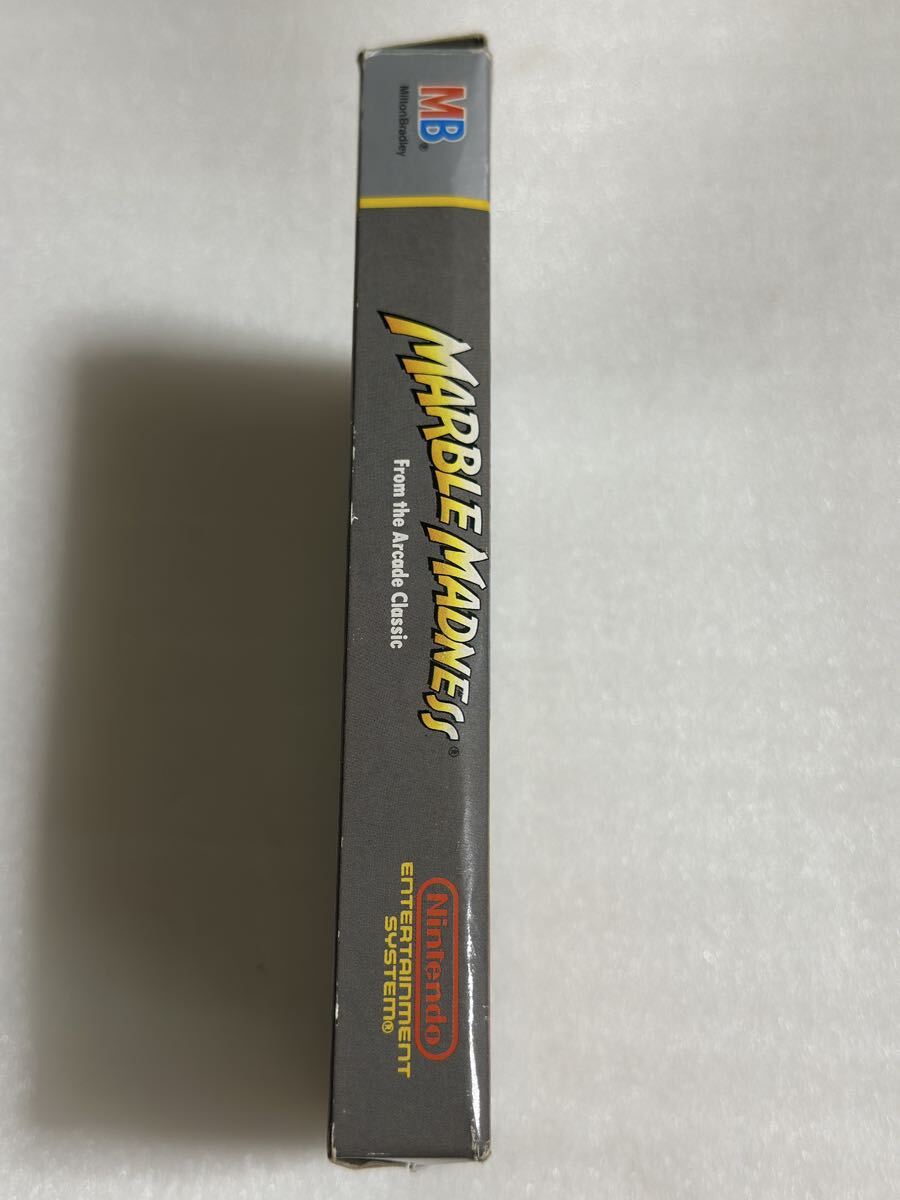 MB®
MiltonBradley
MARBLE MADNESS®
From the Arcade Classic
Nintendo
ENTERTAINMENT
SYSTEM®